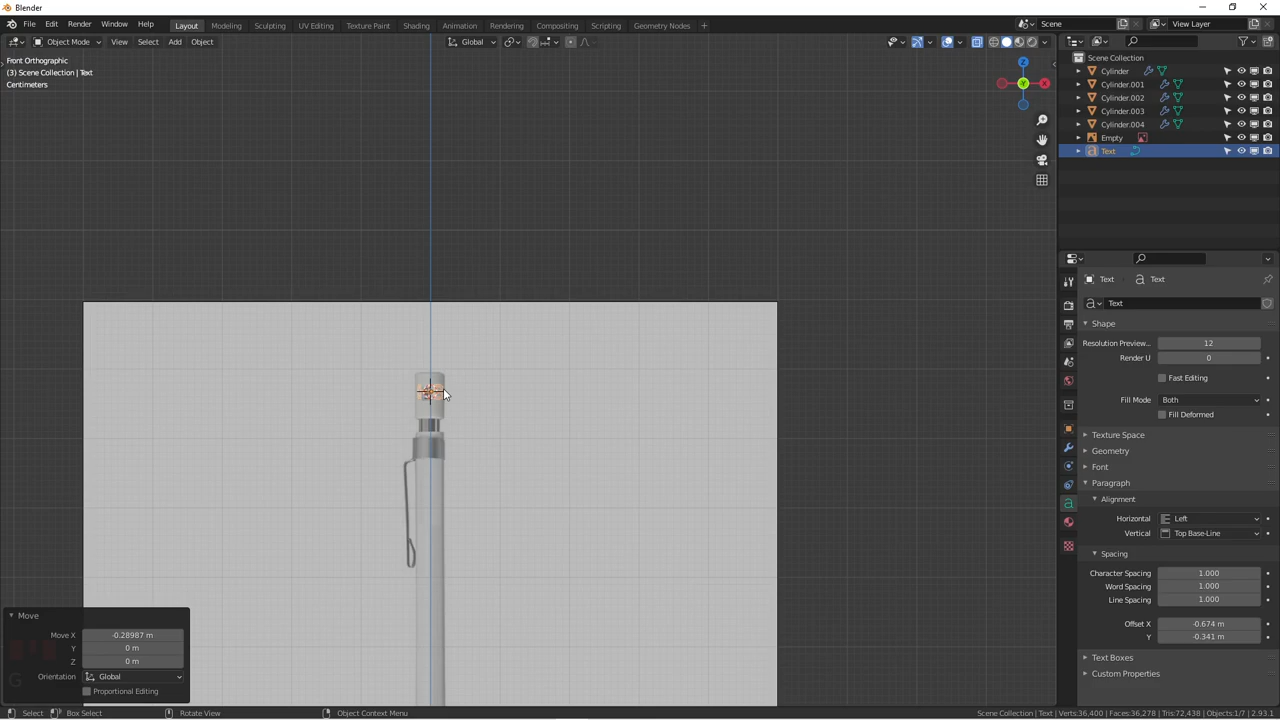 Blender
File Edit Render Window Help Layout Modeling Sculpting UV Editing Texture Paint Shading Animation Rendering Compositing Scripting Geometry Nodes + Scene View Layer
Object Mode View Select Add Object Global
Front Orthographic
(3) Scene Collection | Text
Centimeters
Z
Y
X
Scene Collection
Cylinder
Cylinder.001
Cylinder.002
Cylinder.003
Cylinder.004
Empty
Text
Text Text
Text
Shape
Resolution Preview... 12
Render U 0
Fast Editing
Fill Mode Both
Fill Deformed
Texture Space
Geometry
Font
Paragraph
Alignment
Horizontal Left
Vertical Top Base-Line
Spacing
Character Spacing 1.000
Word Spacing 1.000
Line Spacing 1.000
Offset X -0.674 m
Y -0.341 m
Text Boxes
Custom Properties
Move
Move X -0.28987 m
Y 0 m
Z 0 m
Orientation Global
Proportional Editing
G
Select Box Select Rotate View Object Context Menu Scene Collection | Text | Verts:36,400 | Faces:36,278 | Tris:72,438 | Objects:1/7 | 2.93.1